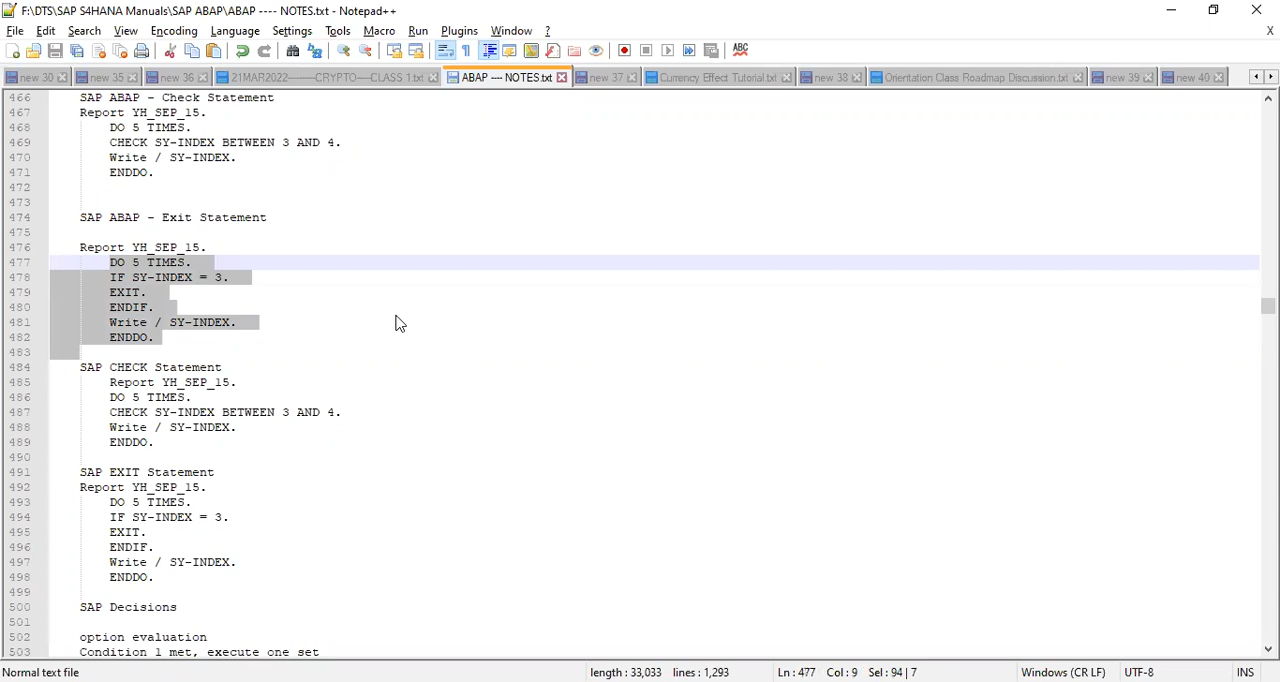 F:\DTS\SAP S4HANA Manuals\SAP ABAP\ABAP ---- NOTES.txt - Notepad++
File Edit Search View Encoding Language Settings Tools Macro Run Plugins Window ? X
new 30 new 35 new 36 21MAR2022-----CRYPTO---CLASS 1.txt ABAP ---- NOTES.txt new 37 Currency Effect Tutorial.txt new 38 Orientation Class Roadmap Discussion.txt new 39 new 40
466 SAP ABAP - Check Statement
467 Report YH_SEP_15.
468 DO 5 TIMES.
469 CHECK SY-INDEX BETWEEN 3 AND 4.
470 Write / SY-INDEX.
471 ENDDO.
472
473
474 SAP ABAP - Exit Statement
475
476 Report YH_SEP_15.
477 DO 5 TIMES.
478 IF SY-INDEX = 3.
479 EXIT.
480 ENDIF.
481 Write / SY-INDEX.
482 ENDDO.
483
484 SAP CHECK Statement
485 Report YH_SEP_15.
486 DO 5 TIMES.
487 CHECK SY-INDEX BETWEEN 3 AND 4.
488 Write / SY-INDEX.
489 ENDDO.
490
491 SAP EXIT Statement
492 Report YH_SEP_15.
493 DO 5 TIMES.
494 IF SY-INDEX = 3.
495 EXIT.
496 ENDIF.
497 Write / SY-INDEX.
498 ENDDO.
499
500 SAP Decisions
501
502 option evaluation
503 Condition 1 met, execute one set
Normal text file length : 33,033 lines : 1,293 Ln : 477 Col : 9 Sel : 94 | 7 Windows (CR LF) UTF-8 INS